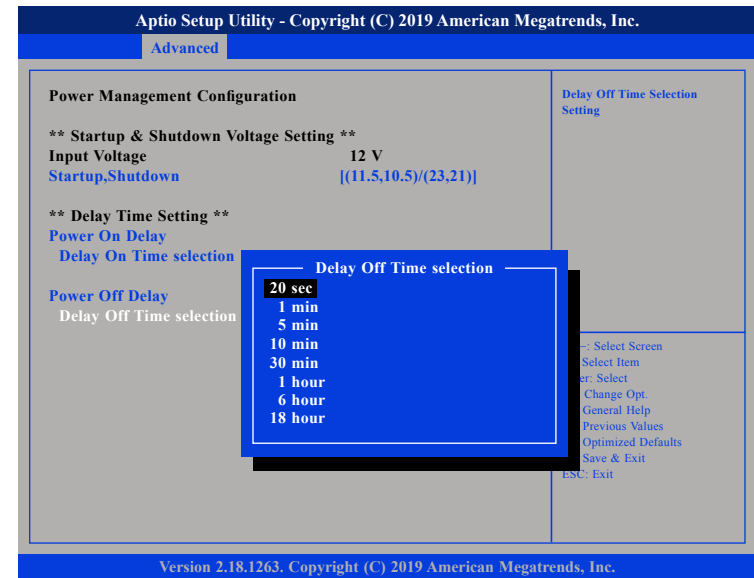 Aptio Setup Utility - Copyright (C) 2019 American Megatrends, Inc.
Advanced
Power Management Configuration
** Startup & Shutdown Voltage Setting **
Input Voltage 12 V
Startup,Shutdown [(11.5,10.5)/(23,21)]
** Delay Time Setting **
Power On Delay
Delay On Time selection
Power Off Delay
Delay Off Time selection
Delay Off Time selection
20 sec
1 min
5 min
10 min
30 min
1 hour
6 hour
18 hour
Delay Off Time Selection
Setting
: Select Screen
Select Item
er: Select
Change Opt.
General Help
Previous Values
Optimized Defaults
Save & Exit
ESC: Exit
Version 2.18.1263. Copyright (C) 2019 American Megatrends, Inc.